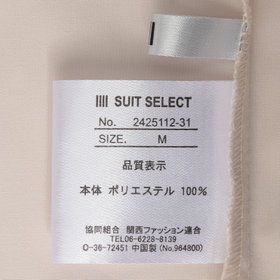 SUIT SELECT
No. 2425112-31
SIZE. M
品質表示
本体 ポリエステル 100%
協同組合 関西ファッション連合
TEL 06-6228-8139
○-36-72451 中国製(No,964800)